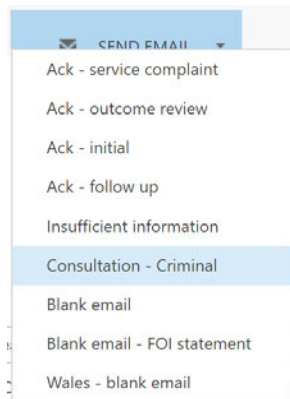 SEND EMAIL
Ack - service complaint
Ack - outcome review
Ack - initial
Ack - follow up
Insufficient information
Consultation - Criminal
Blank email
Blank email - FOI statement
Wales - blank email